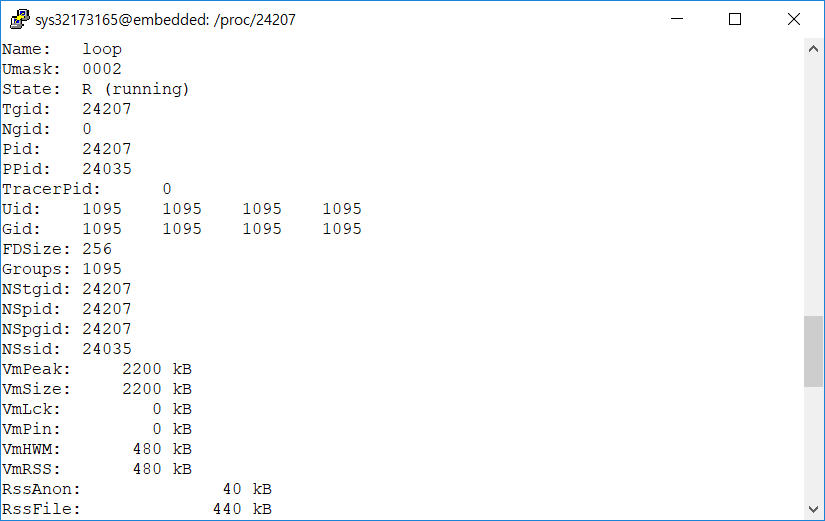 sys32173165@embedded: /proc/24207
Name:   loop
Umask:  0002
State:  R (running)
Tgid:   24207
Ngid:   0
Pid:    24207
PPid:   24035
TracerPid:      0
Uid:    1095    1095    1095    1095
Gid:    1095    1095    1095    1095
FDSize: 256
Groups: 1095
NStgid: 24207
NSpid:  24207
NSpgid: 24207
NSsid:  24035
VmPeak:     2200 kB
VmSize:     2200 kB
VmLck:         0 kB
VmPin:         0 kB
VmHWM:       480 kB
VmRSS:       480 kB
RssAnon:              40 kB
RssFile:             440 kB